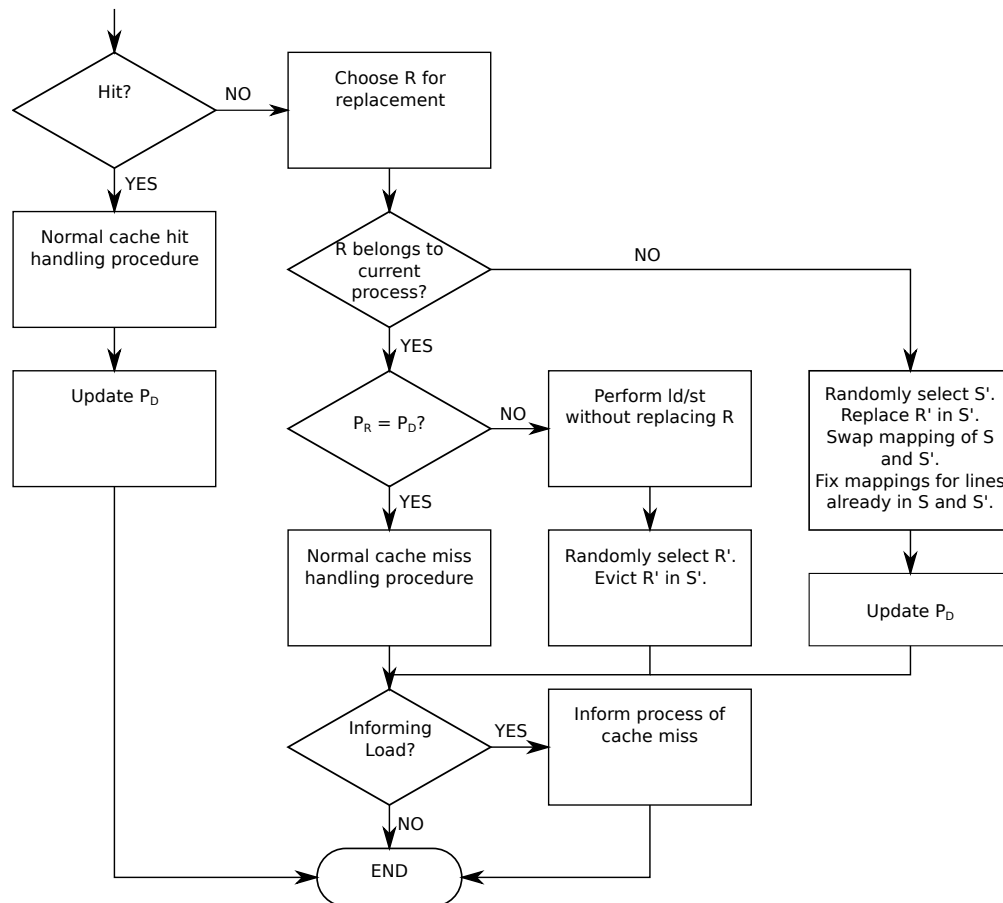 Hit?
NO
Choose R for
replacement
YES
Normal cache hit
handling procedure
R belongs to
current
process?
NO
YES
Update P_D
P_R = P_D?
NO
Perform ld/st
without replacing R
Randomly select S'.
Replace R' in S'.
Swap mapping of S
and S'.
Fix mappings for lines
already in S and S'.
YES
Normal cache miss
handling procedure
Randomly select R'.
Evict R' in S'.
Update P_D
Informing
Load?
YES
Inform process of
cache miss
NO
END